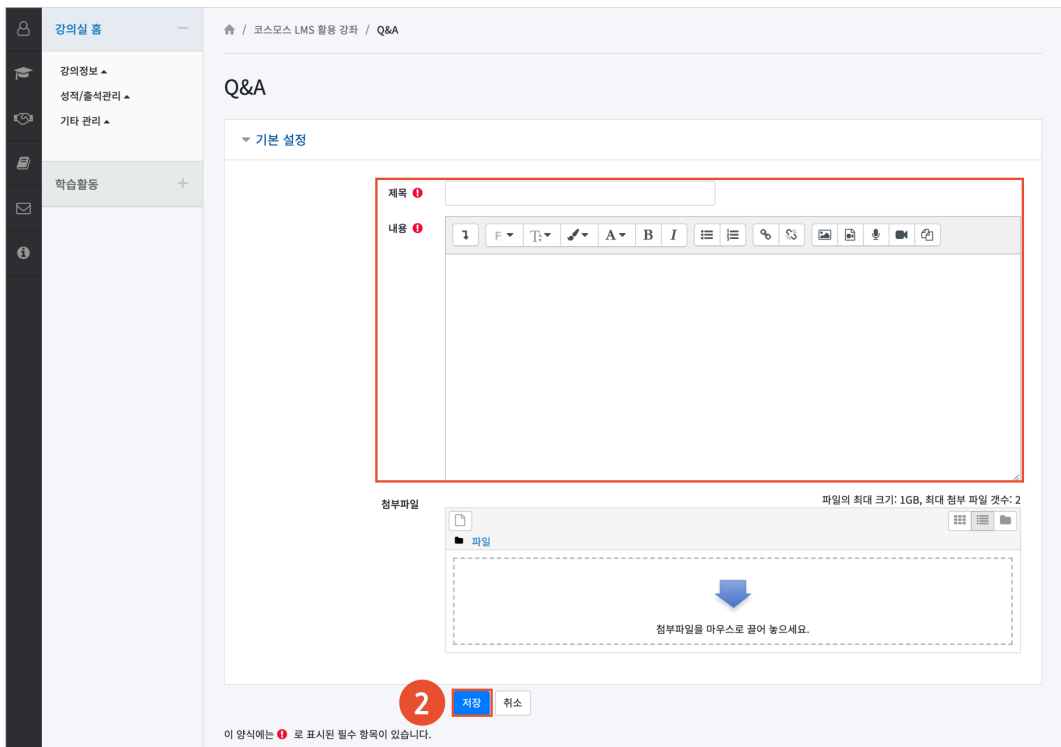 강의실 홈
코스모스 LMS 활용 강좌 / Q&A
강의정보
성적/출석관리
기타 관리
학습활동
Q&A
기본 설정
제목
내용
F T A B I
첨부파일
파일의 최대 크기: 1GB, 최대 첨부 파일 갯수: 2
파일
첨부파일을 마우스로 끌어 놓으세요.
2 저장 취소
이 양식에는 로 표시된 필수 항목이 있습니다.